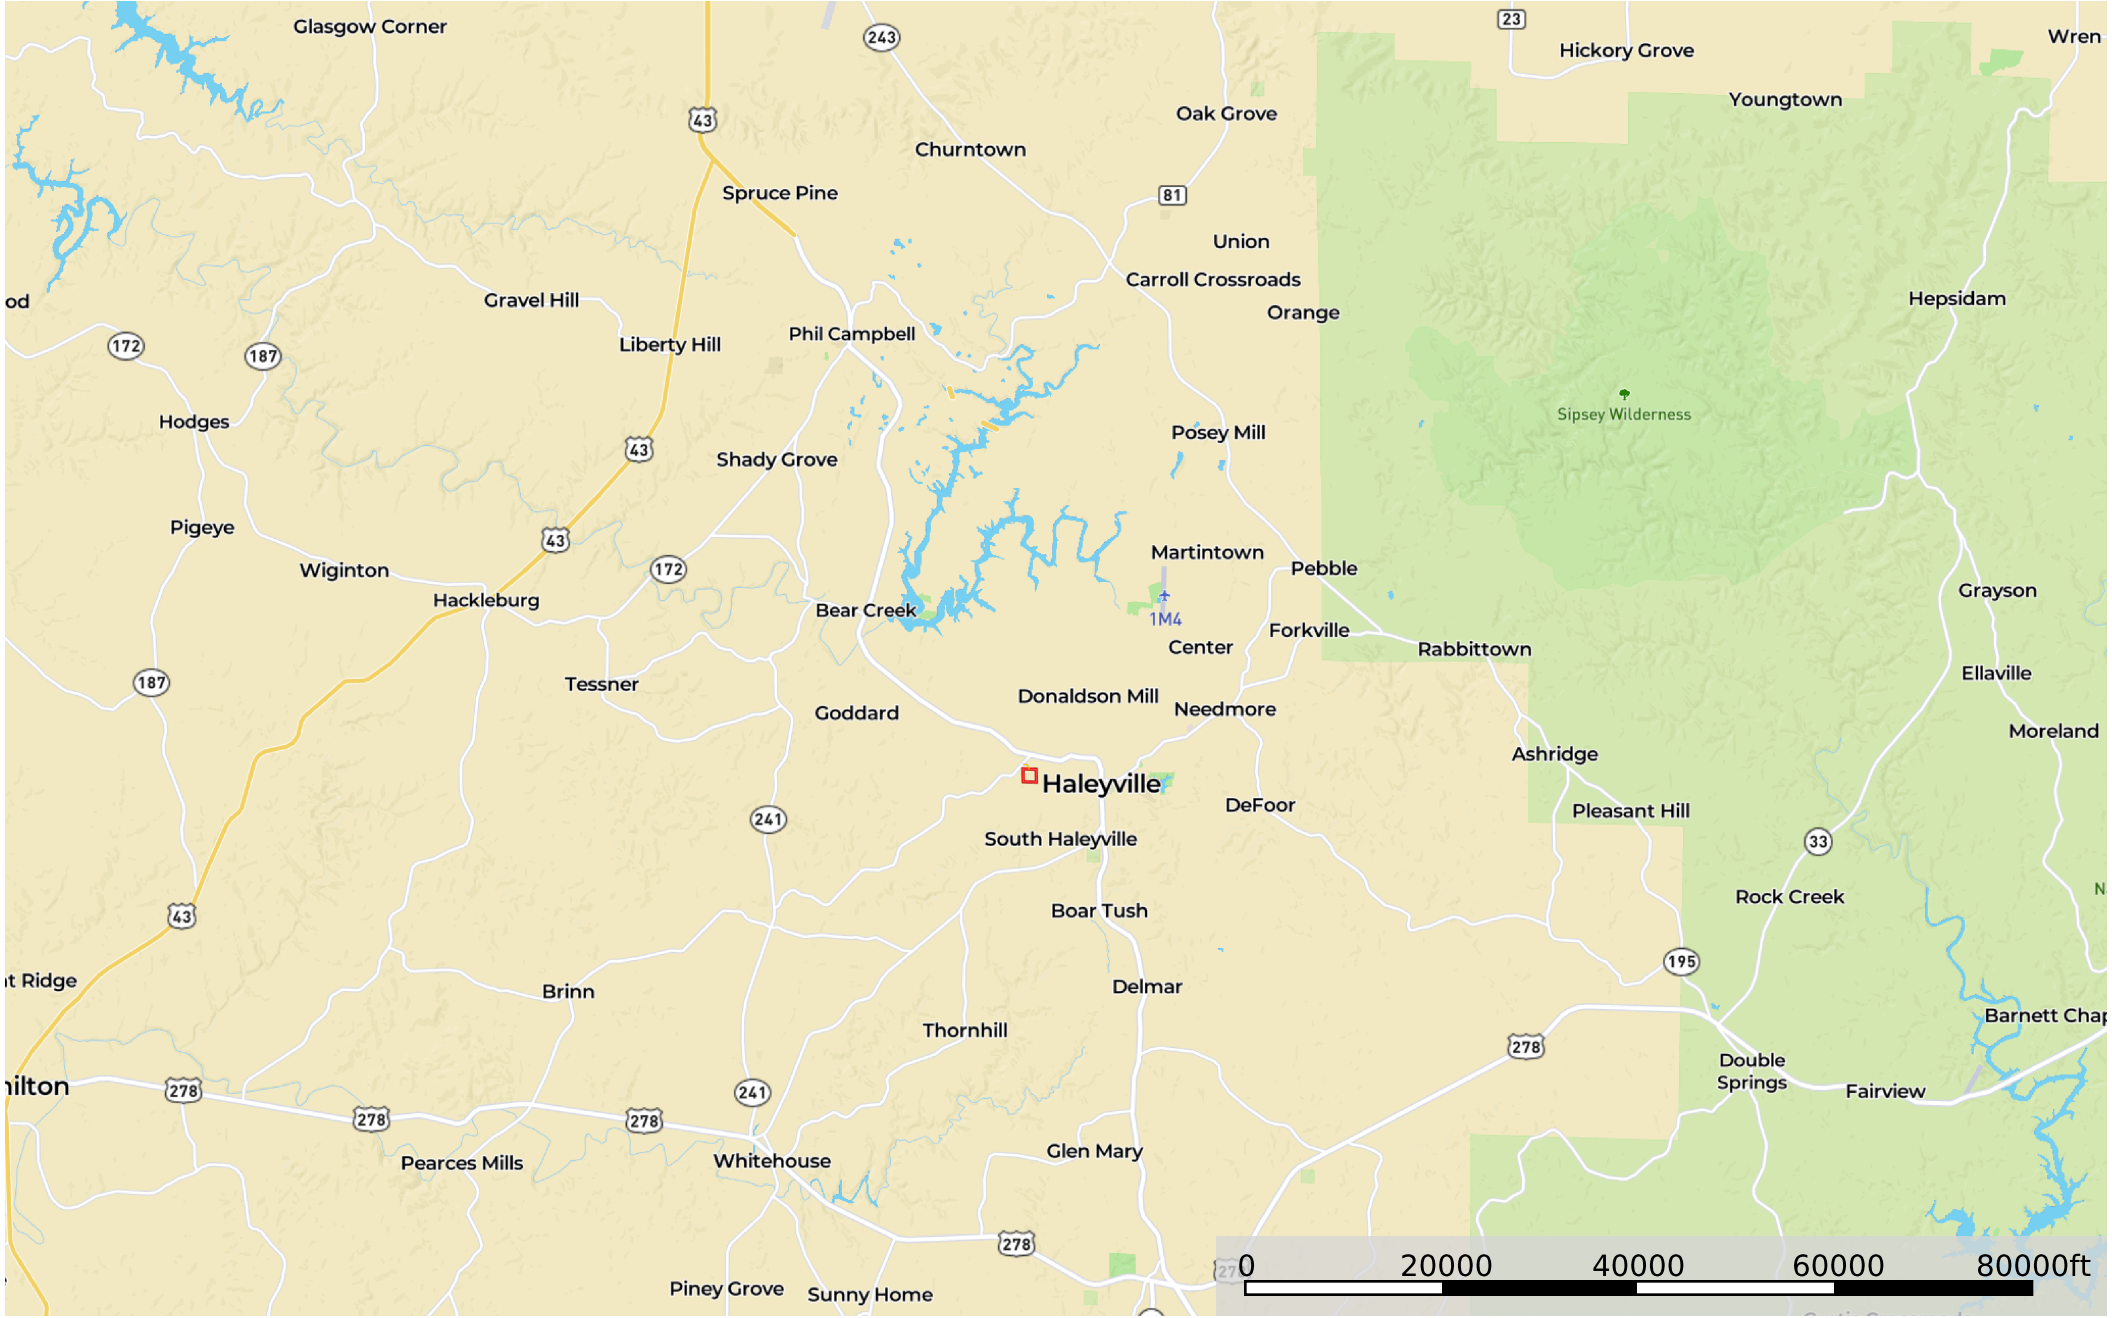 Glasgow Corner
243
23
Hickory Grove
Wren
43
Youngtown
Oak Grove
Churntown
Spruce Pine
81
Union
Carroll Crossroads
od
Gravel Hill
Hepsidam
Orange
172
187
Liberty Hill
Phil Campbell
Hodges
Sipsey Wilderness
Posey Mill
43
Shady Grove
Pigeye
43
Martintown
Wiginton
172
Pebble
Hackleburg
Bear Creek
Grayson
1M4
Forkville
Center
Rabbittown
187
Tessner
Ellaville
Donaldson Mill
Goddard
Needmore
Moreland
Ashridge
Haleyville
241
DeFoor
Pleasant Hill
South Haleyville
33
Rock Creek
43
Boar Tush
195
nt Ridge
Brinn
Delmar
Barnett Chap
Thornhill
278
Double
Springs
nilton
278
241
Fairview
278
278
Pearces Mills
Whitehouse
Glen Mary
278
Piney Grove
Sunny Home
0
20000
40000
60000
80000ft